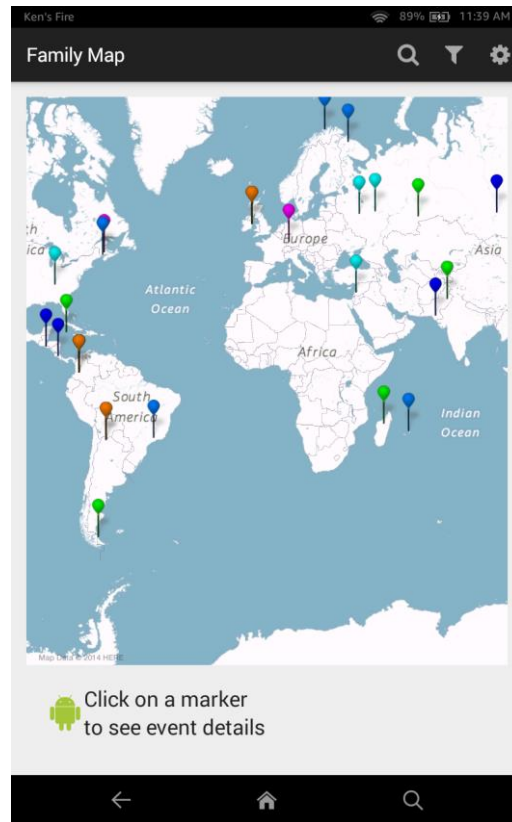 Ken's Fire 89% 11:39 AM
Family Map
Europe
Asia
Atlantic
Ocean
Africa
South
America
Indian
Ocean
Map Data © 2014 HERE
Click on a marker
to see event details